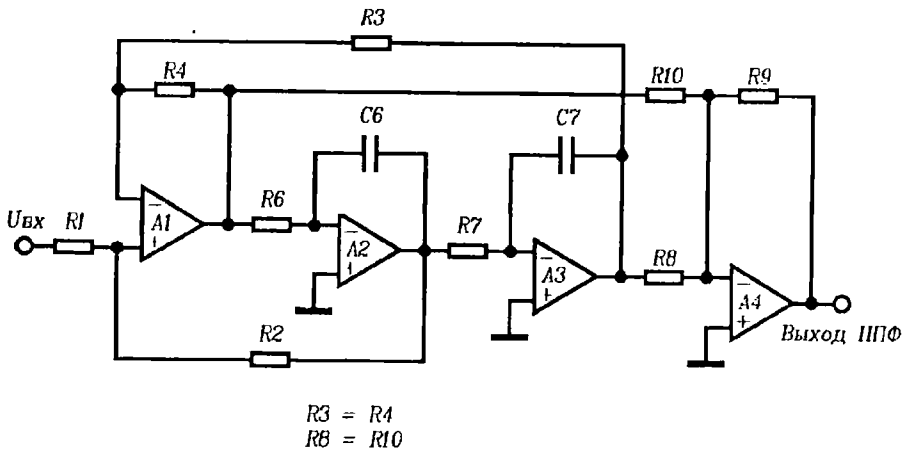 R3
R4
R10
R9
C6
C7
Uвх
R1
−
A1
+
R6
−
A2
+
R7
−
A3
+
R8
−
A4
+
R2
Выход ППФ
R3 = R4
R8 = R10